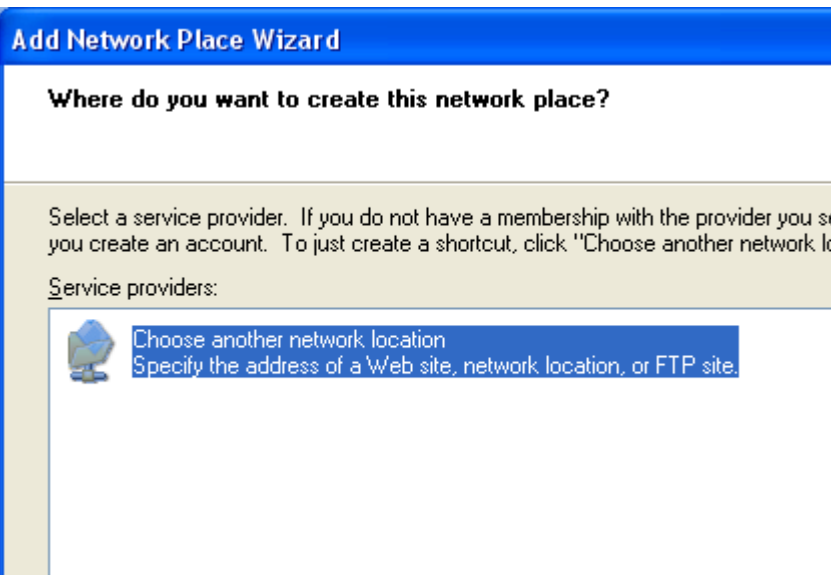 Add Network Place Wizard
Where do you want to create this network place?
Select a service provider.  If you do not have a membership with the provider you
you create an account.  To just create a shortcut, click "Choose another network
Service providers:
Choose another network location
Specify the address of a Web site, network location, or FTP site.